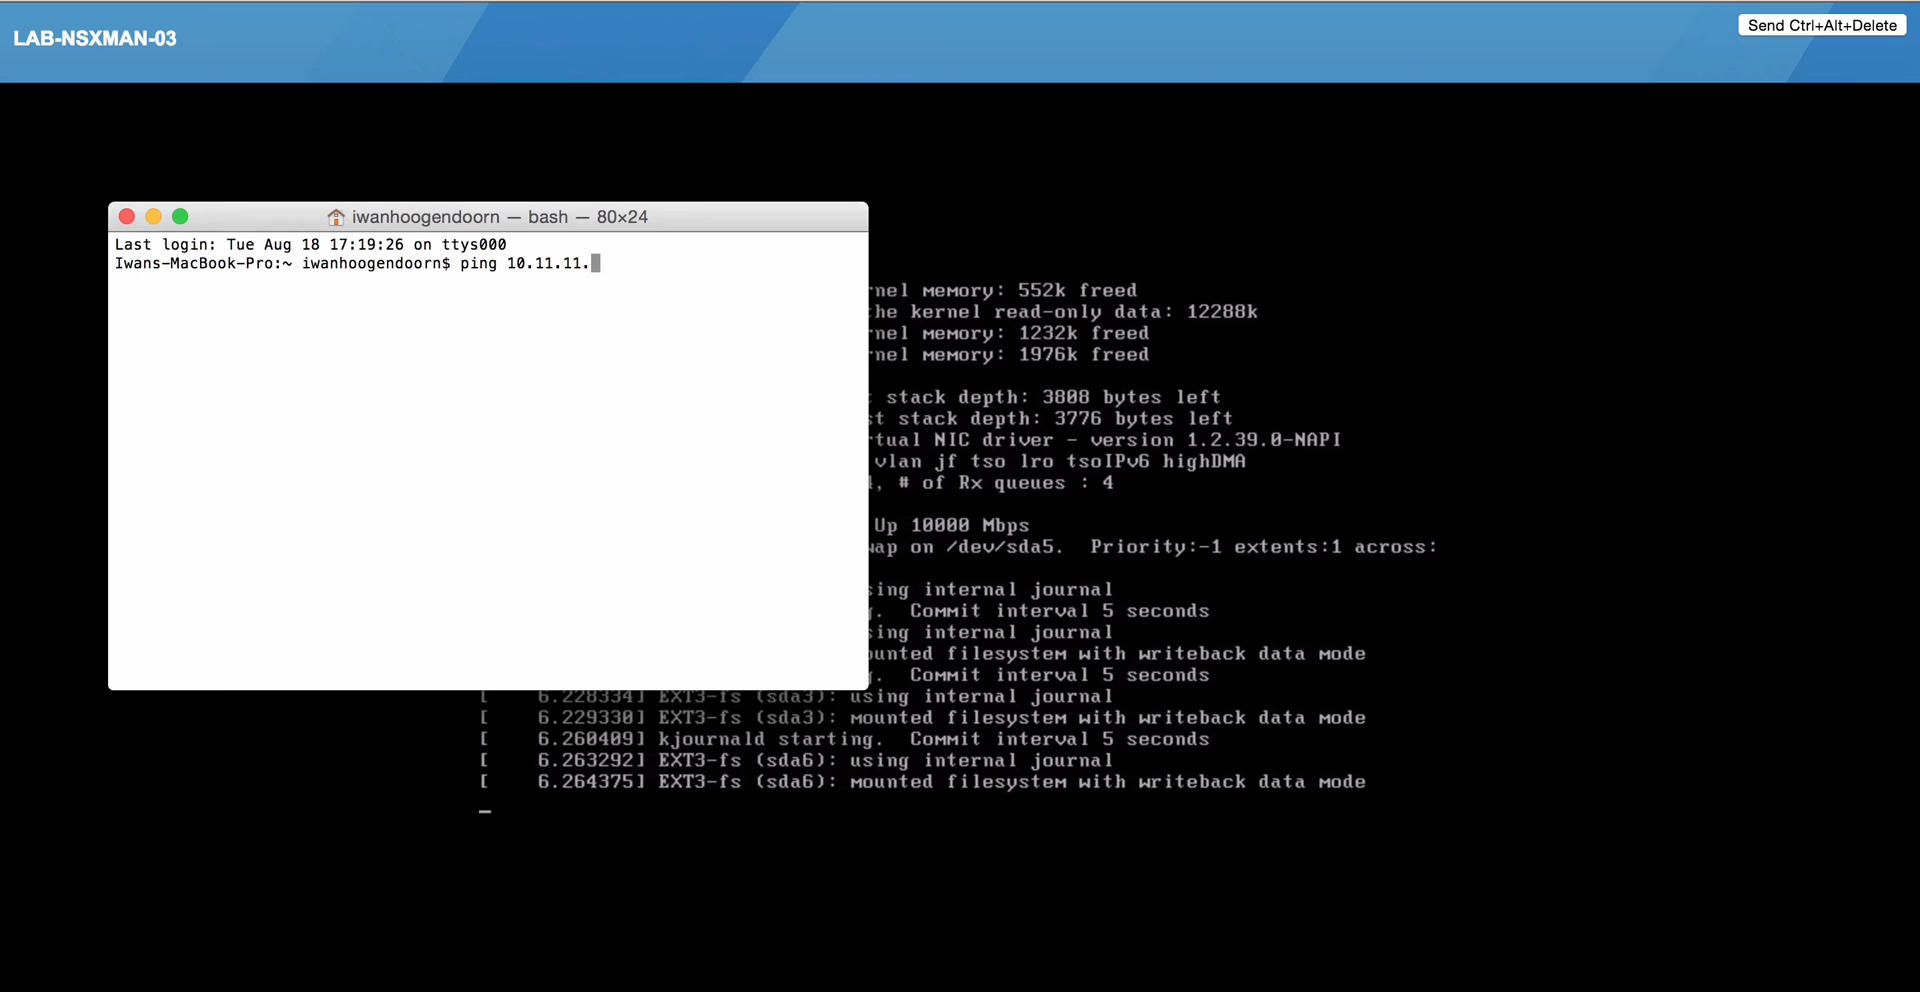 LAB-NSXMAN-03
Send Ctrl+Alt+Delete
iwanhoogendoorn — bash — 80×24
Last login: Tue Aug 18 17:19:26 on ttys000
Iwans-MacBook-Pro:~ iwanhoogendoorn$ ping 10.11.11.
rnel memory: 552k freed
the kernel read-only data: 12288k
rnel memory: 1232k freed
rnel memory: 1976k freed
stack depth: 3808 bytes left
st stack depth: 3776 bytes left
rtual NIC driver - version 1.2.39.0-NAPI
vlan jf tso lro tsoIPv6 highDMA
, # of Rx queues : 4
Up 10000 Mbps
wap on /dev/sda5.  Priority:-1 extents:1 across:
sing internal journal
.  Commit interval 5 seconds
sing internal journal
ounted filesystem with writeback data mode
.  Commit interval 5 seconds
[    6.228334] EXT3-fs (sda3): using internal journal
[    6.229330] EXT3-fs (sda3): mounted filesystem with writeback data mode
[    6.260409] kjournald starting.  Commit interval 5 seconds
[    6.263292] EXT3-fs (sda6): using internal journal
[    6.264375] EXT3-fs (sda6): mounted filesystem with writeback data mode
_